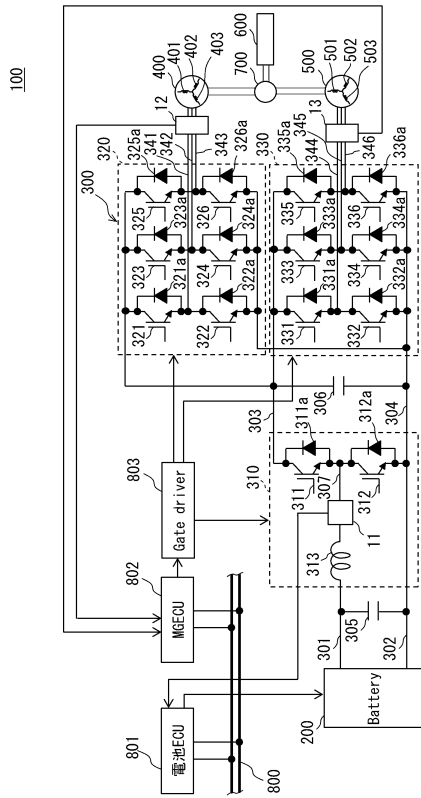 100
600
400
401
402
403
700
500
501
502
503
12
13
320
325a
341
342
343
326a
330
335a
345
344
346
336a
300
325
323a
326
324a
335
333a
336
334a
323
321a
324
322a
333
331a
334
332a
321
322
331
332
303
306
304
311a
312a
310
311
307
312
11
313
803
Gate driver
802
MGECU
801
電池ECU
800
301
305
302
200
Battery